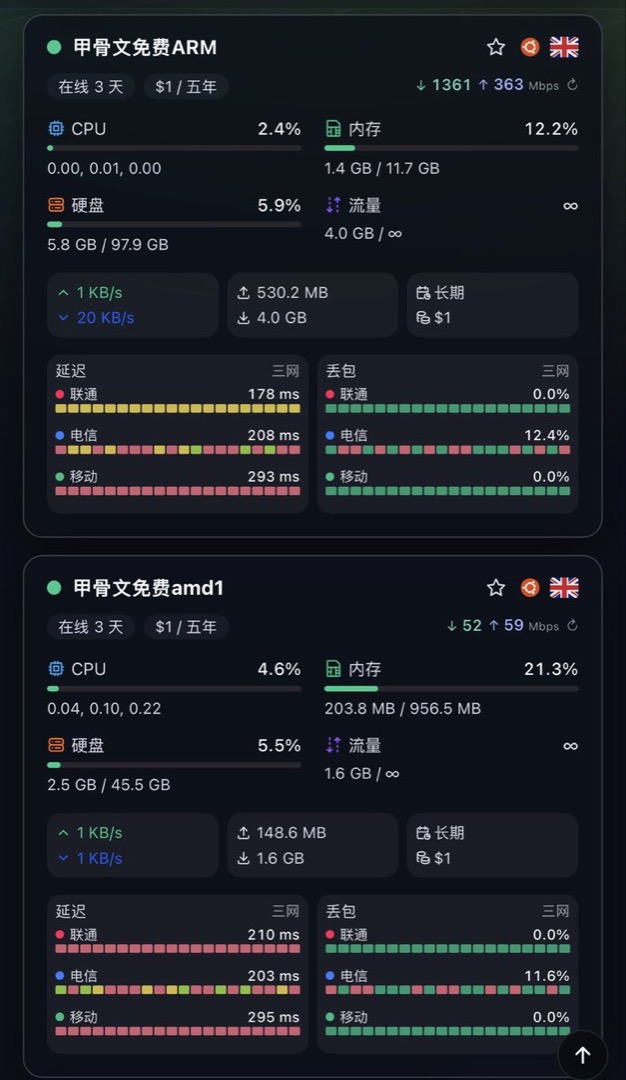 甲骨文免费ARM
在线 3 天 $1 / 五年 ↓ 1361 ↑ 363 Mbps
CPU 2.4% 内存 12.2%
0.00, 0.01, 0.00 1.4 GB / 11.7 GB
硬盘 5.9% 流量 ∞
5.8 GB / 97.9 GB 4.0 GB / ∞
1 KB/s 530.2 MB 长期
20 KB/s 4.0 GB $1
延迟 三网 丢包 三网
联通 178 ms 联通 0.0%
电信 208 ms 电信 12.4%
移动 293 ms 移动 0.0%
甲骨文免费amd1
在线 3 天 $1 / 五年 ↓ 52 ↑ 59 Mbps
CPU 4.6% 内存 21.3%
0.04, 0.10, 0.22 203.8 MB / 956.5 MB
硬盘 5.5% 流量 ∞
2.5 GB / 45.5 GB 1.6 GB / ∞
1 KB/s 148.6 MB 长期
1 KB/s 1.6 GB $1
延迟 三网 丢包 三网
联通 210 ms 联通 0.0%
电信 203 ms 电信 11.6%
移动 295 ms 移动 0.0%